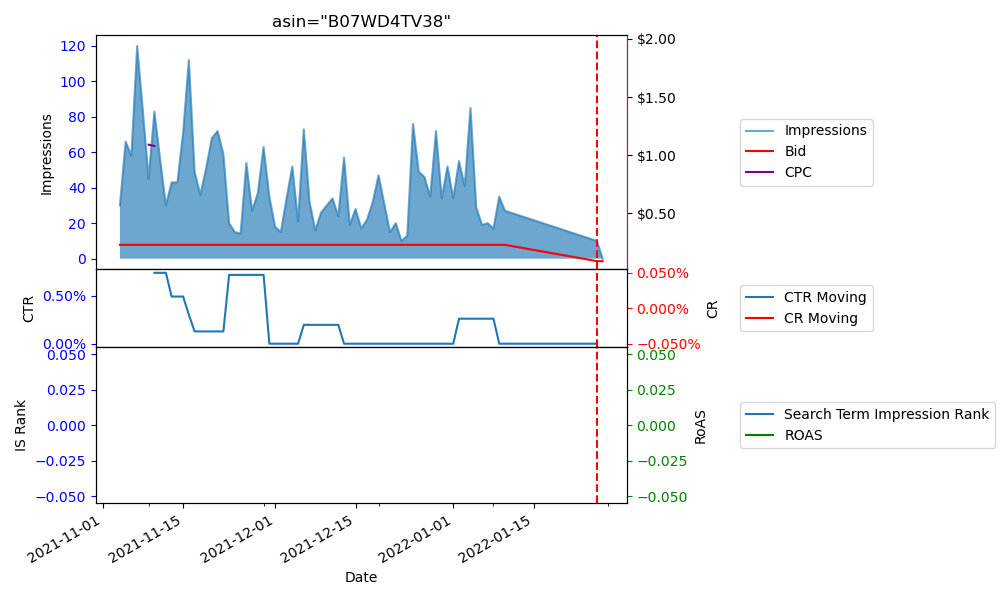 asin="B07WD4TV38"
120
100
80
60
40
20
0
Impressions
$2.00
$1.50
$1.00
$0.50
Impressions
Bid
CPC
0.50%
0.00%
CTR
0.050%
0.000%
−0.050%
CR
CTR Moving
CR Moving
0.050
0.025
0.000
−0.025
−0.050
IS Rank
0.050
0.025
0.000
−0.025
−0.050
RoAS
Search Term Impression Rank
ROAS
2021-11-01
2021-11-15
2021-12-01
2021-12-15
2022-01-01
2022-01-15
Date